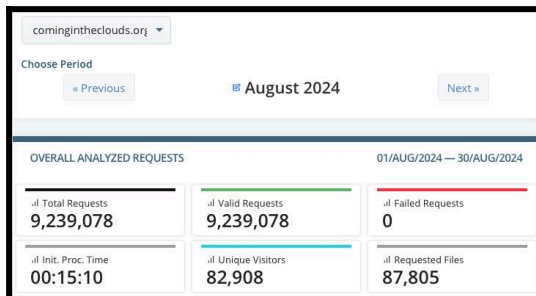 comingintheclouds.org
Choose Period
« Previous
August 2024
Next »
OVERALL ANALYZED REQUESTS
01/AUG/2024 — 30/AUG/2024
Total Requests
9,239,078
Valid Requests
9,239,078
Failed Requests
0
Init. Proc. Time
00:15:10
Unique Visitors
82,908
Requested Files
87,805